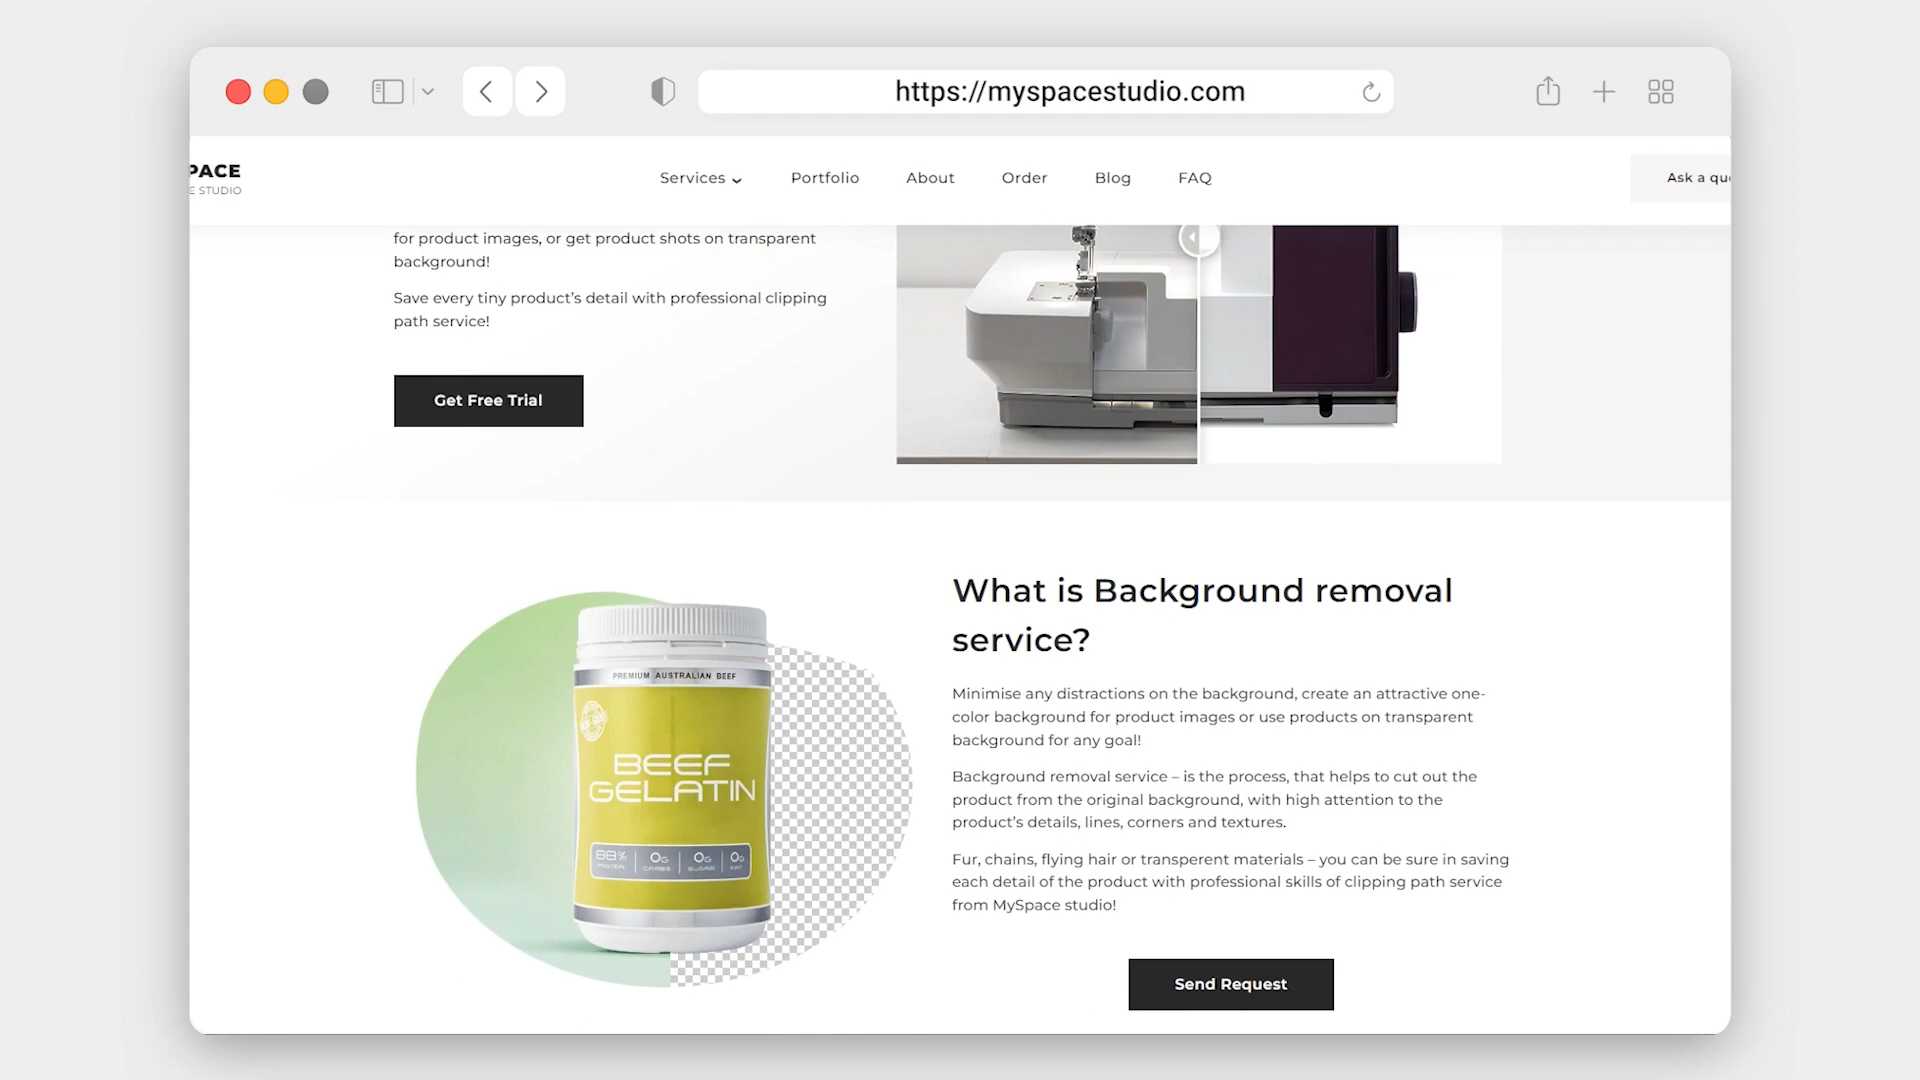 https://myspacestudio.com
PACE
E STUDIO
Services
Portfolio
About
Order
Blog
FAQ
Ask a qu
for product images, or get product shots on transparent
background!
Save every tiny product’s detail with professional clipping
path service!
Get Free Trial
PREMIUM AUSTRALIAN BEEF
BEEF
GELATIN
88% 0G 0G 0G
PROTEIN CARBS SUGAR FAT
What is Background removal
service?
Minimise any distractions on the background, create an attractive one-
color background for product images or use products on transparent
background for any goal!
Background removal service – is the process, that helps to cut out the
product from the original background, with high attention to the
product’s details, lines, corners and textures.
Fur, chains, flying hair or transperent materials – you can be sure in saving
each detail of the product with professional skills of clipping path service
from MySpace studio!
Send Request